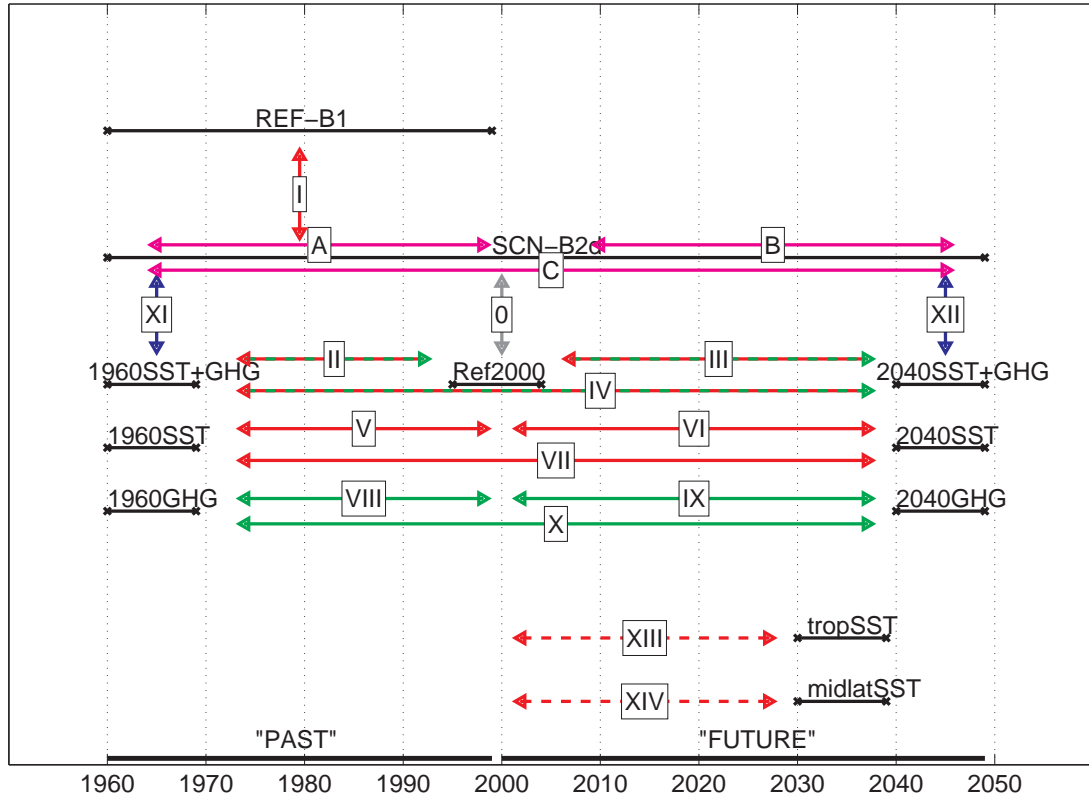 REF−B1
I
A
SCN−B2d
B
C
XI
0
XII
II
III
1960SST+GHG
Ref2000
2040SST+GHG
IV
1960SST
V
VI
2040SST
VII
1960GHG
VIII
IX
2040GHG
X
tropSST
XIII
midlatSST
XIV
"PAST"
"FUTURE"
1960 1970 1980 1990 2000 2010 2020 2030 2040 2050